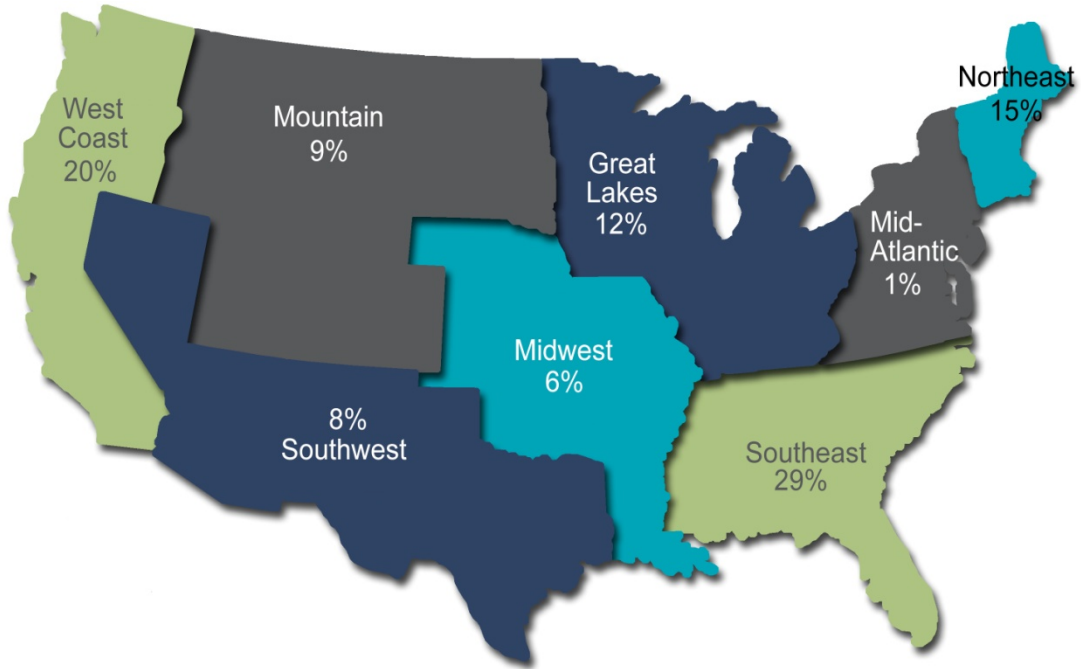 West
Coast
20%
Mountain
9%
Great
Lakes
12%
Northeast
15%
Mid-
Atlantic
1%
Midwest
6%
8%
Southwest
Southeast
29%